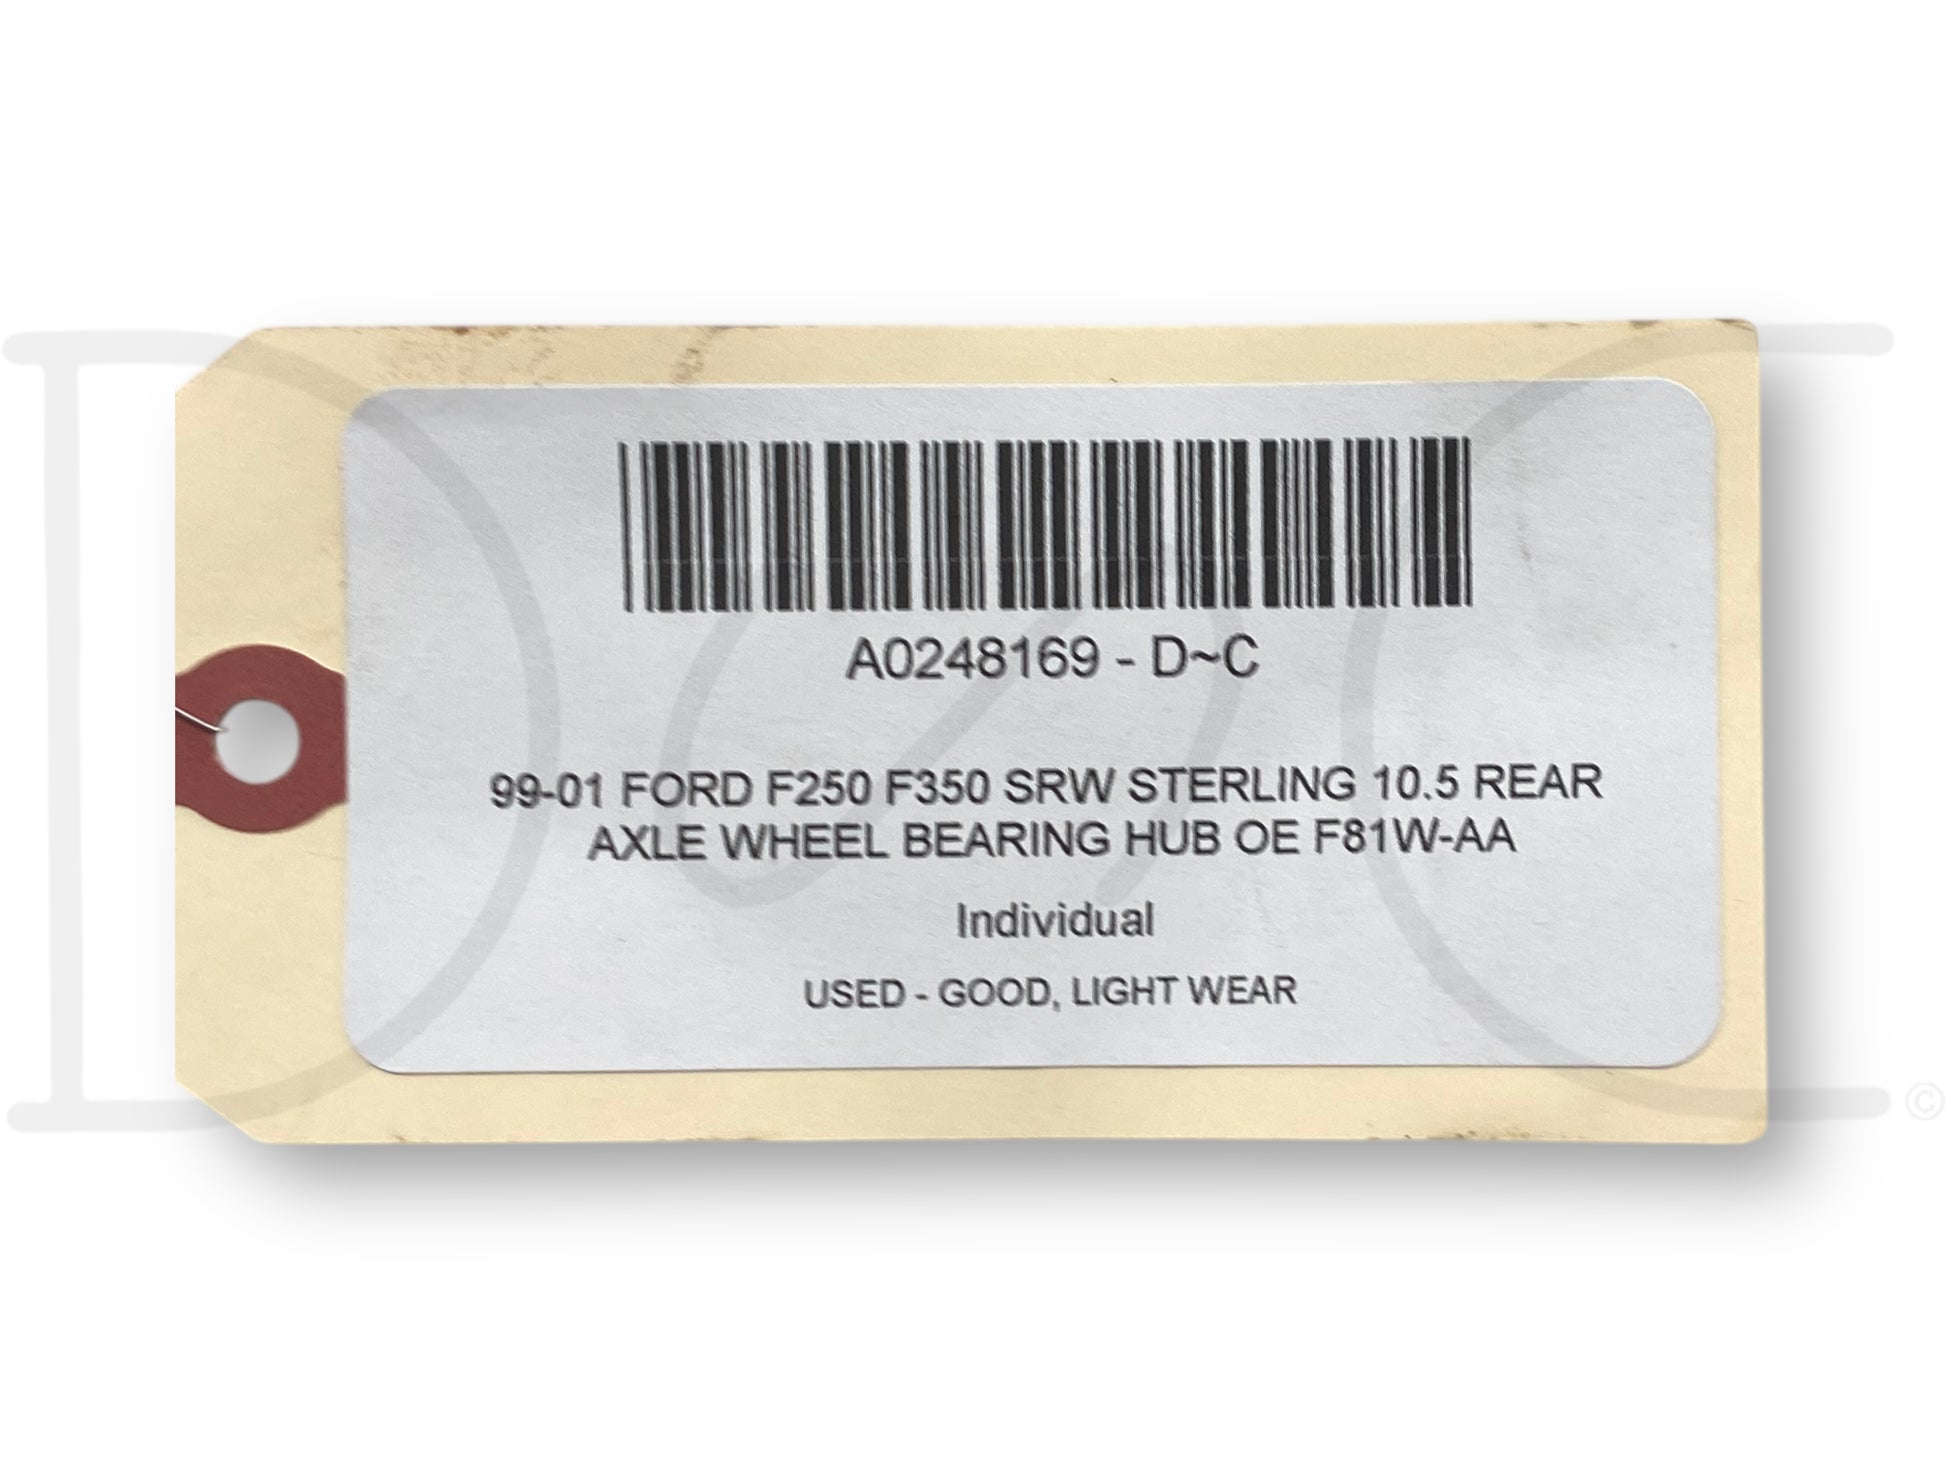 A0248169 - D~C
99-01 FORD F250 F350 SRW STERLING 10.5 REAR
AXLE WHEEL BEARING HUB OE F81W-AA
Individual
USED - GOOD, LIGHT WEAR
D C
©